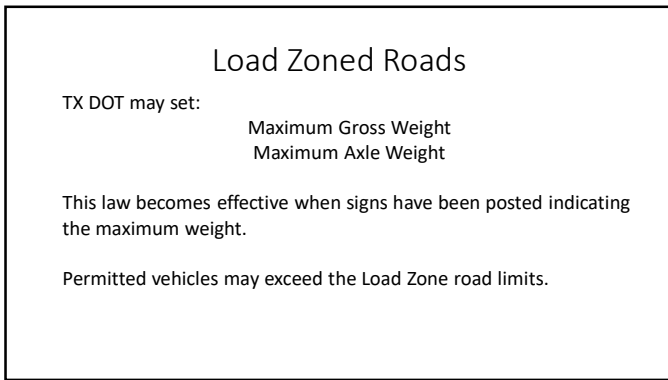 Load Zoned Roads
TX DOT may set:
Maximum Gross Weight
Maximum Axle Weight
This law becomes effective when signs have been posted indicating
the maximum weight.
Permitted vehicles may exceed the Load Zone road limits.